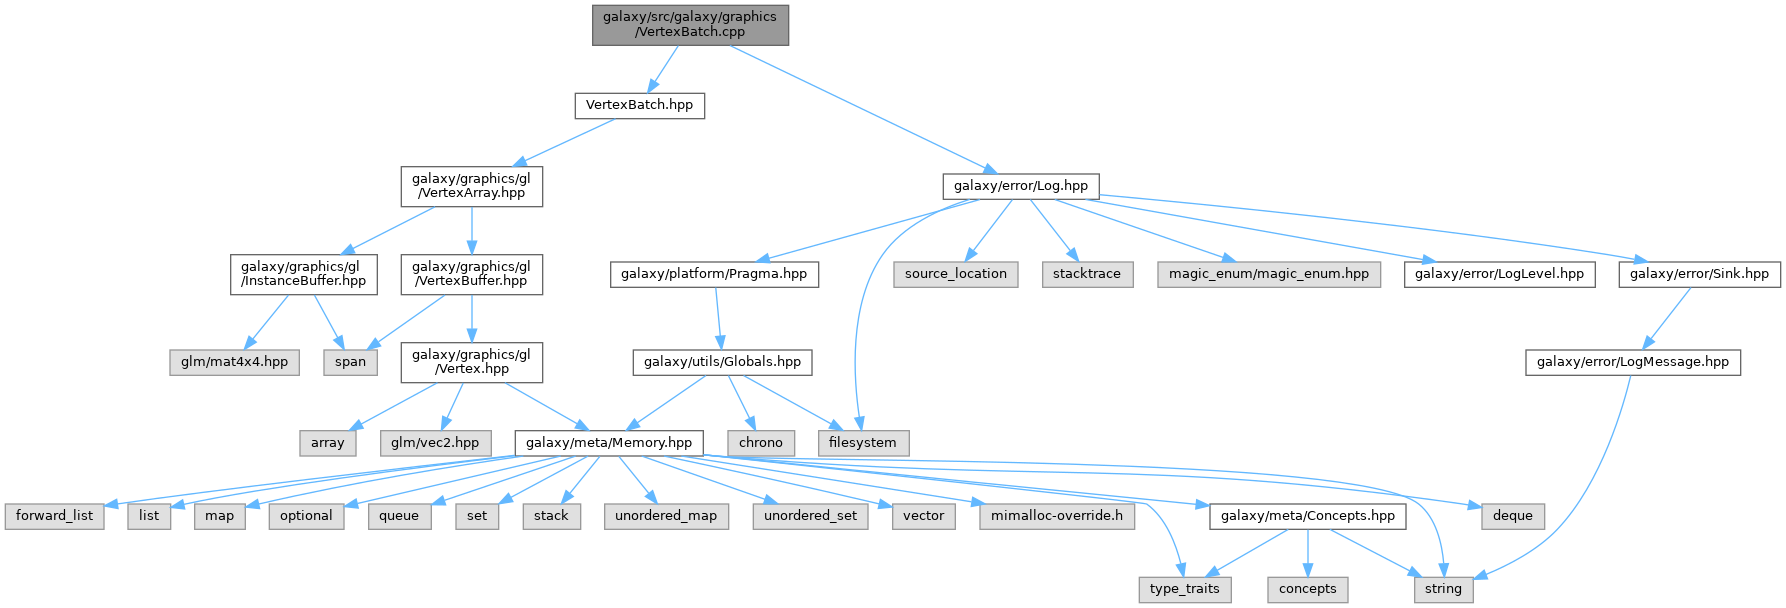 galaxy/src/galaxy/graphics
/VertexBatch.cpp
VertexBatch.hpp
galaxy/graphics/gl
/VertexArray.hpp
galaxy/error/Log.hpp
galaxy/graphics/gl
/InstanceBuffer.hpp
galaxy/graphics/gl
/VertexBuffer.hpp
galaxy/platform/Pragma.hpp
source_location
stacktrace
magic_enum/magic_enum.hpp
galaxy/error/LogLevel.hpp
galaxy/error/Sink.hpp
glm/mat4x4.hpp
span
galaxy/graphics/gl
/Vertex.hpp
galaxy/utils/Globals.hpp
galaxy/error/LogMessage.hpp
array
glm/vec2.hpp
galaxy/meta/Memory.hpp
chrono
filesystem
forward_list
list
map
optional
queue
set
stack
unordered_map
unordered_set
vector
mimalloc-override.h
galaxy/meta/Concepts.hpp
deque
type_traits
concepts
string